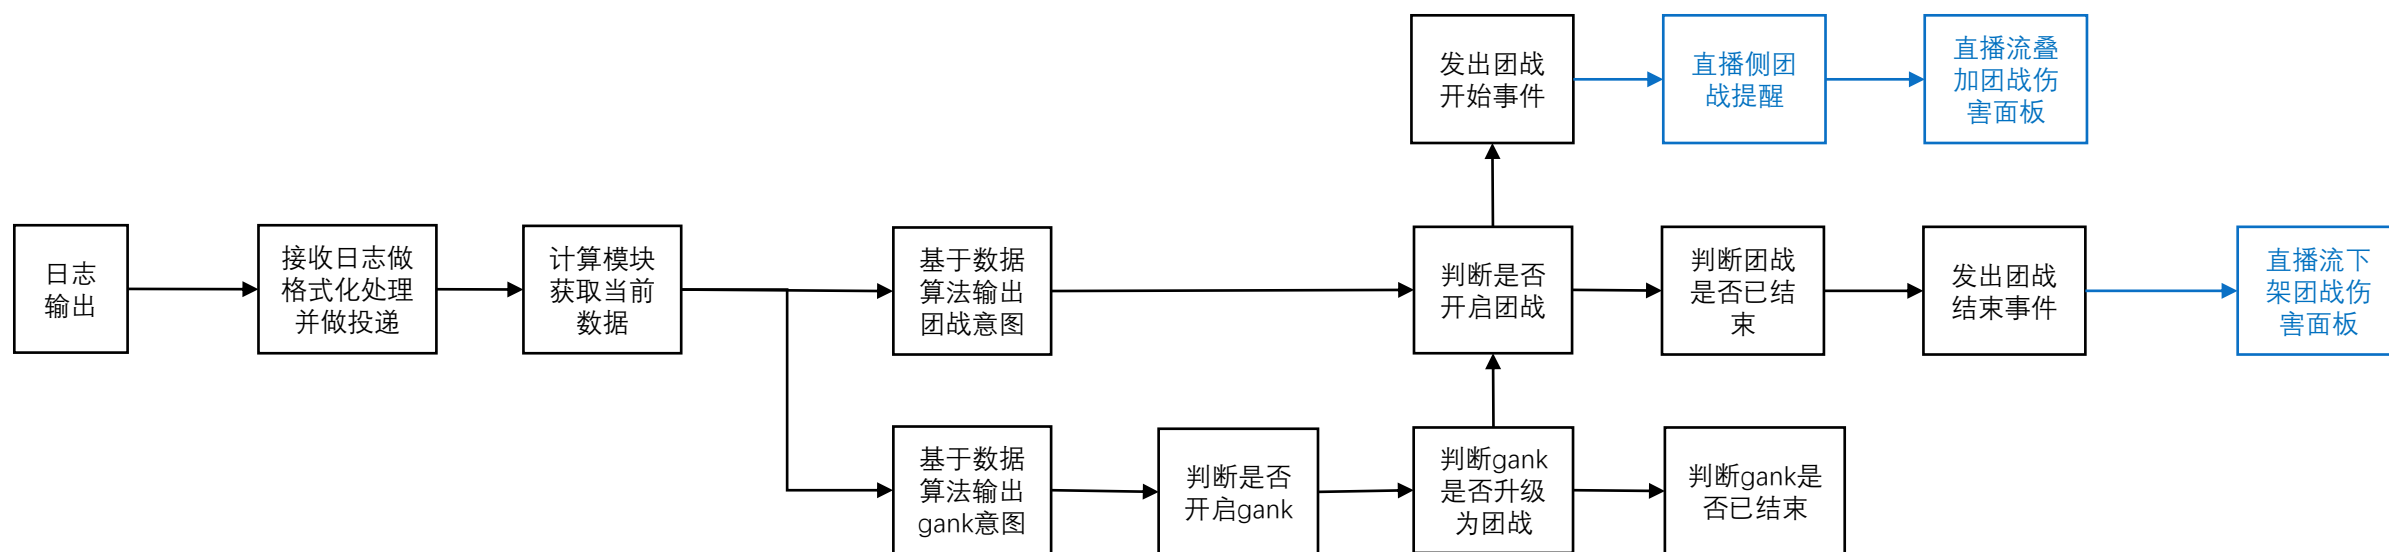 发出团战
开始事件
直播侧团
战提醒
直播流叠
加团战伤
害面板
日志
输出
接收日志做
格式化处理
并做投递
计算模块
获取当前
数据
基于数据
算法输出
团战意图
判断是否
开启团战
判断团战
是否已结
束
发出团战
结束事件
直播流下
架团战伤
害面板
基于数据
算法输出
gank意图
判断是否
开启gank
判断gank
是否升级
为团战
判断gank是
否已结束